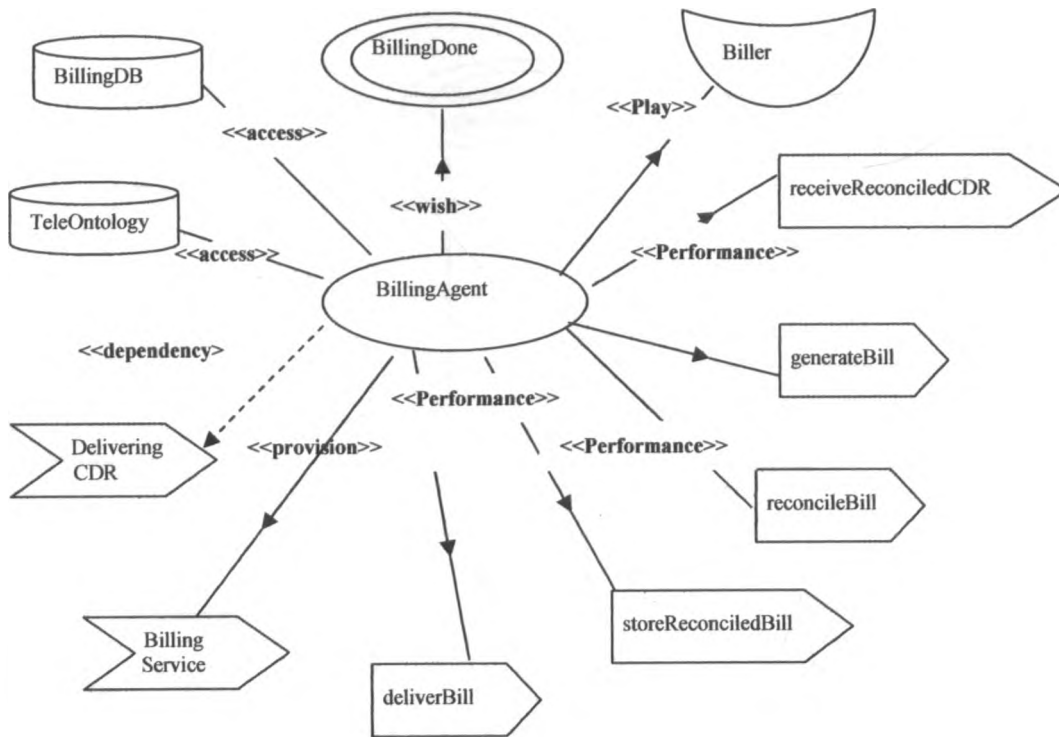 BillingDB
BillingDone
Biller
<<Play>>
<<access>>
receiveReconciledCDR
<<wish>>
TeleOntology
<<access>>
<<Performance>>
BillingAgent
<<dependency>
generateBill
<<Performance>>
Delivering
CDR
<<provision>>
<<Performance>>
reconcileBill
storeReconciledBill
Billing
Service
deliverBill